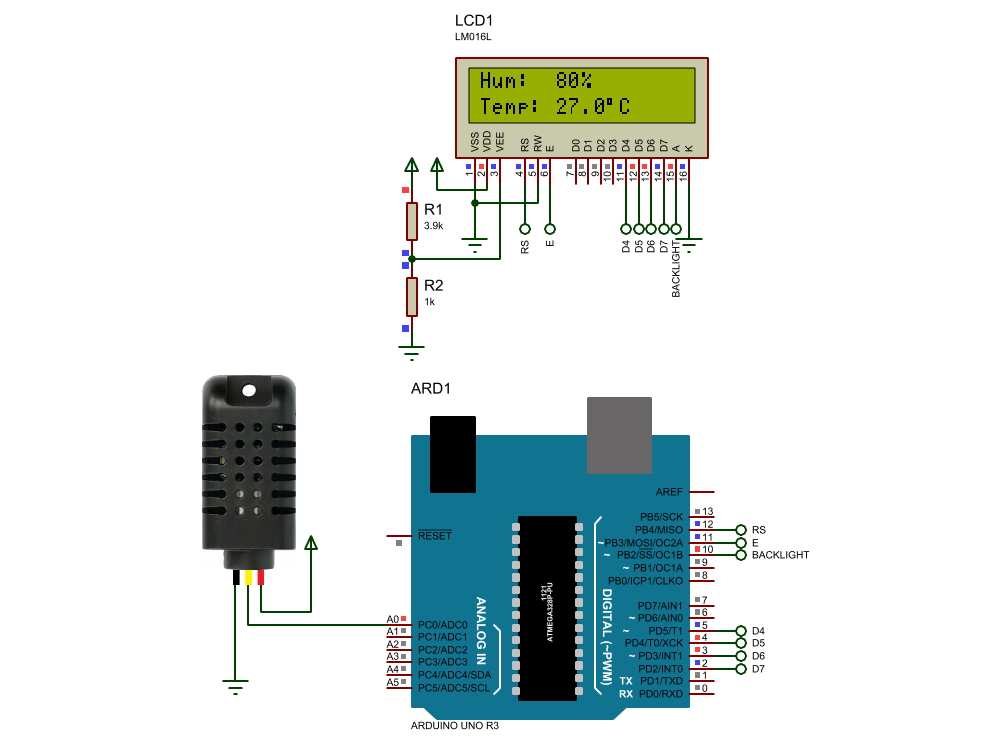 LCD1
LM016L
Hum: 80%
Temp: 27.0°C
VSS VDD VEE RS RW E D0 D1 D2 D3 D4 D5 D6 D7 A K
1 2 3 4 5 6 7 8 9 10 11 12 13 14 15 16
R1
3.9k
RS E D4 D5 D6 D7 BACKLIGHT
R2
1k
ARD1
AREF
RESET
PB5/SCK 13
PB4/MISO 12 RS
~PB3/MOSI/OC2A 11 E
~ PB2/SS/OC1B 10 BACKLIGHT
~ PB1/OC1A 9
PB0/ICP1/CLKO 8
1121
ATMEGA328P-PU
ANALOG IN
DIGITAL (~PWM)
PD7/AIN1 7
~ PD6/AIN0 6
~ PD5/T1 5 D4
PD4/T0/XCK 4 D5
~ PD3/INT1 3 D6
PD2/INT0 2 D7
TX PD1/TXD 1
RX PD0/RXD 0
A0 PC0/ADC0
A1 PC1/ADC1
A2 PC2/ADC2
A3 PC3/ADC3
A4 PC4/ADC4/SDA
A5 PC5/ADC5/SCL
ARDUINO UNO R3